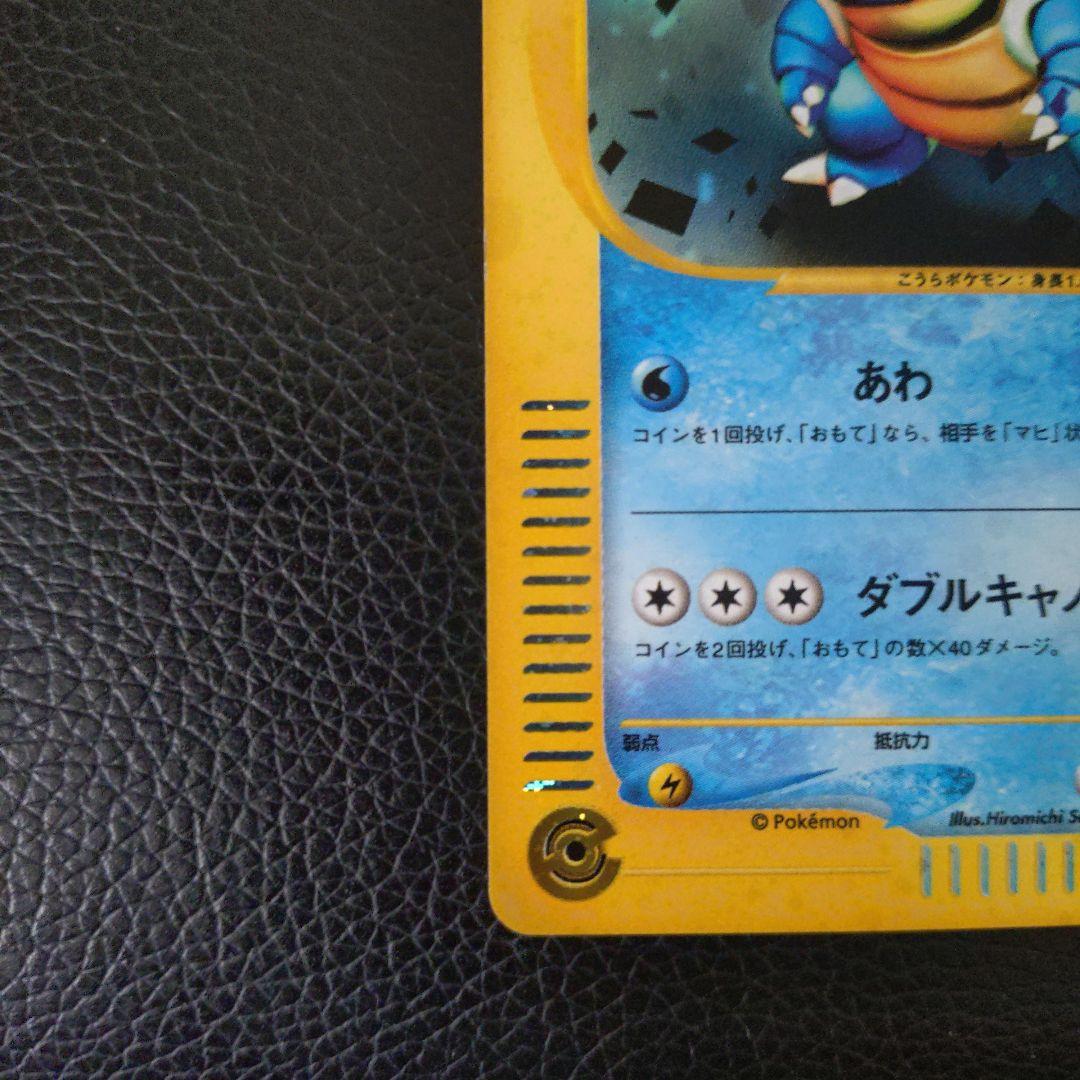 こうらポケモン：身長1.
あわ
コインを1回投げ、「おもて」なら、相手を「マヒ」状
ダブルキャノ
コインを2回投げ、「おもて」の数×40ダメージ。
弱点 抵抗力
© Pokémon Illus.Hiromichi S